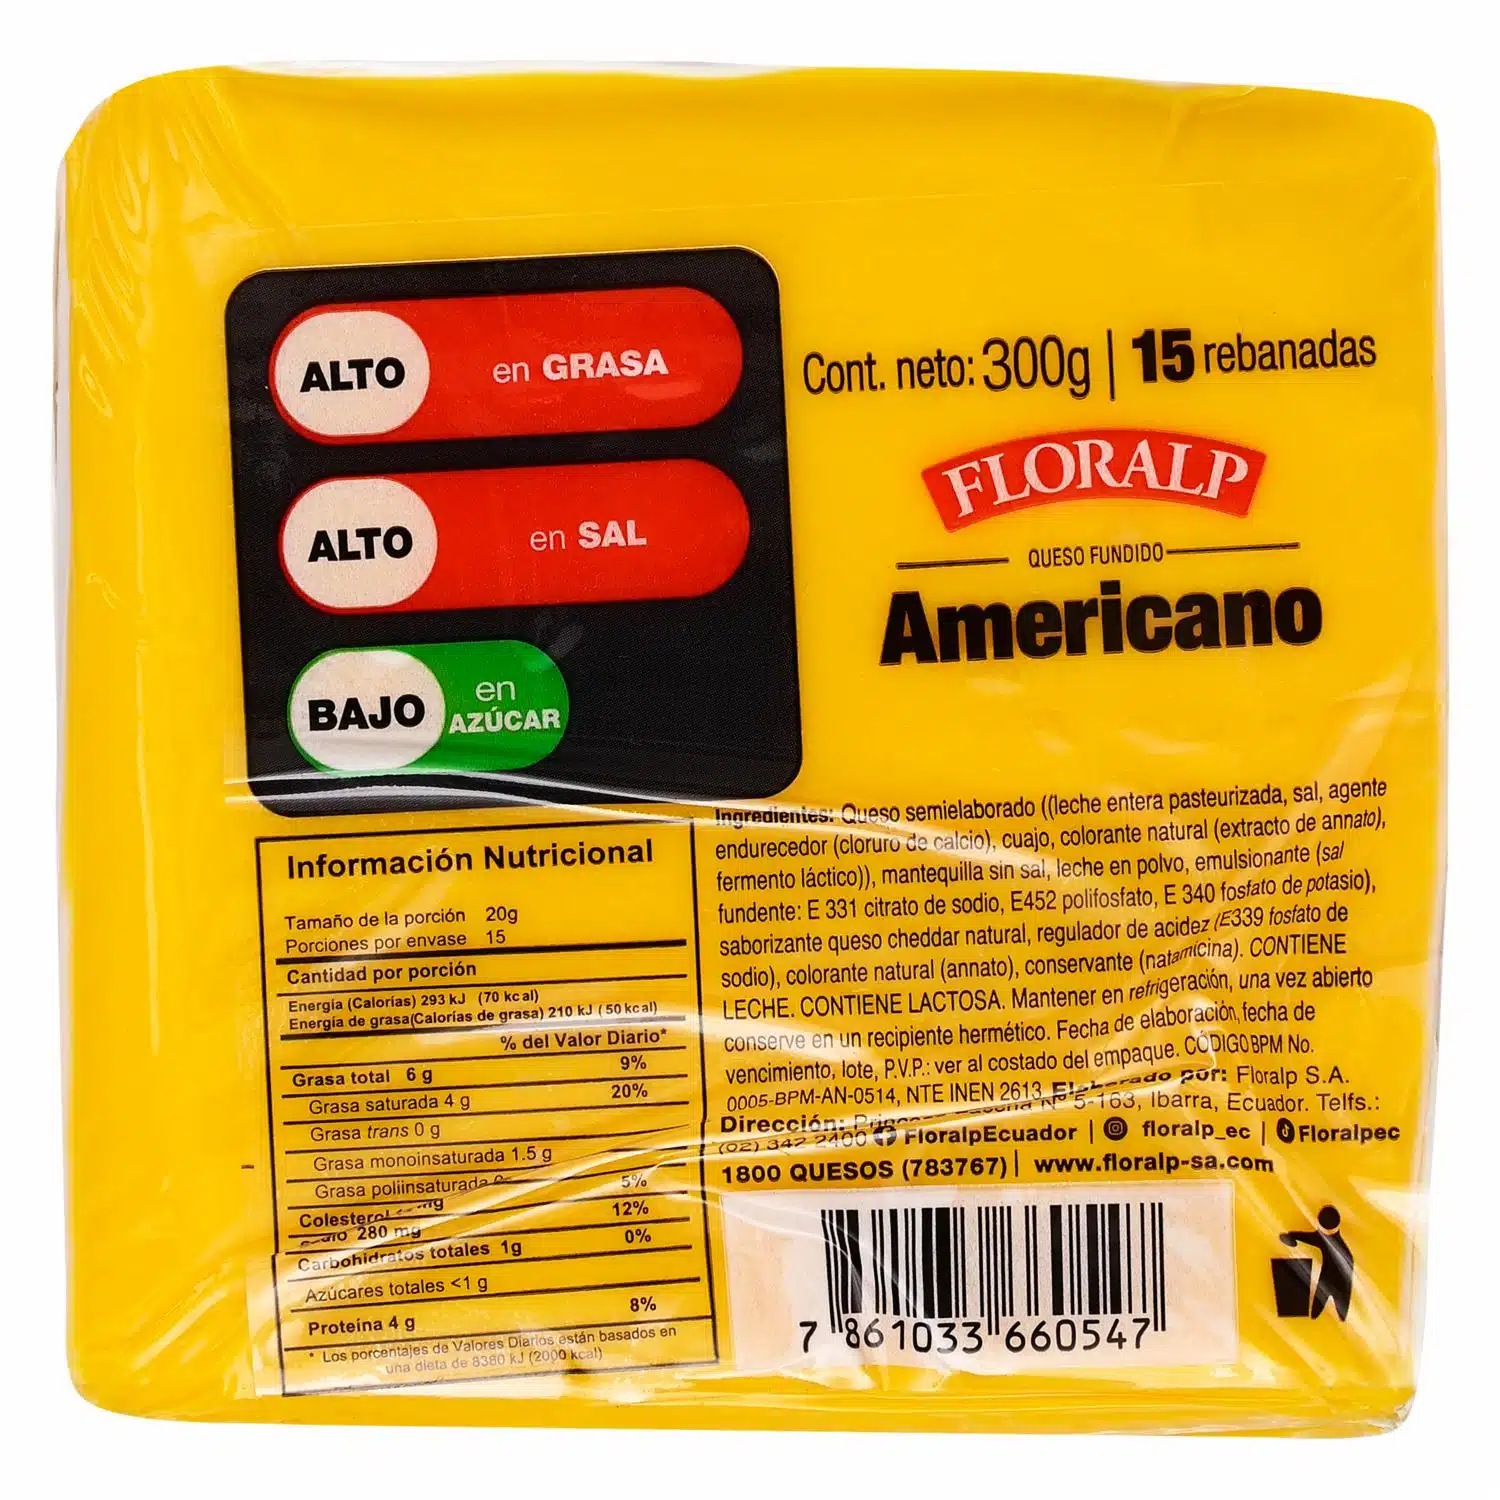 ALTO en GRASA
ALTO en SAL
BAJO en AZÚCAR
Cont. neto: 300g | 15 rebanadas
FLORALP
QUESO FUNDIDO
Americano
Información Nutricional
Tamaño de la porción 20g
Porciones por envase 15
Cantidad por porción
Energía (Calorías) 293 kJ (70 kcal)
Energía de grasa(Calorías de grasa) 210 kJ (50 kcal)
% del Valor Diario*
Grasa total 6 g 9%
Grasa saturada 4 g 20%
Grasa trans 0 g
Grasa monoinsaturada 1.5 g
Grasa poliinsaturada
Colesterol 5%
280 mg 12%
Carbohidratos totales 1g 0%
Azúcares totales <1 g
Proteína 4 g 8%
* Los porcentajes de Valores Diarios están basados en
una dieta de 8380 kJ (2000 kcal)
Ingredientes: Queso semielaborado ((leche entera pasteurizada, sal, agente
endurecedor (cloruro de calcio), cuajo, colorante natural (extracto de annato),
fermento láctico)), mantequilla sin sal, leche en polvo, emulsionante (sal
fundente: E 331 citrato de sodio, E452 polifosfato, E 340 fosfato de potasio),
saborizante queso cheddar natural, regulador de acidez (E339 fosfato de
sodio), colorante natural (annato), conservante (natamicina). CONTIENE
LECHE. CONTIENE LACTOSA. Mantener en refrigeración, una vez abierto
conserve en un recipiente hermético. Fecha de elaboración, fecha de
vencimiento, lote, P.V.P.: ver al costado del empaque. CÓDIGO BPM No.
0005-BPM-AN-0514, NTE INEN 2613. Elaborado por: Floralp S.A.
Dirección: N° 5-163, Ibarra, Ecuador. Telfs.:
(02) 342 2400 FloralpEcuador | floralp_ec | Floralpec
1800 QUESOS (783767) | www.floralp-sa.com
7 861033 660547